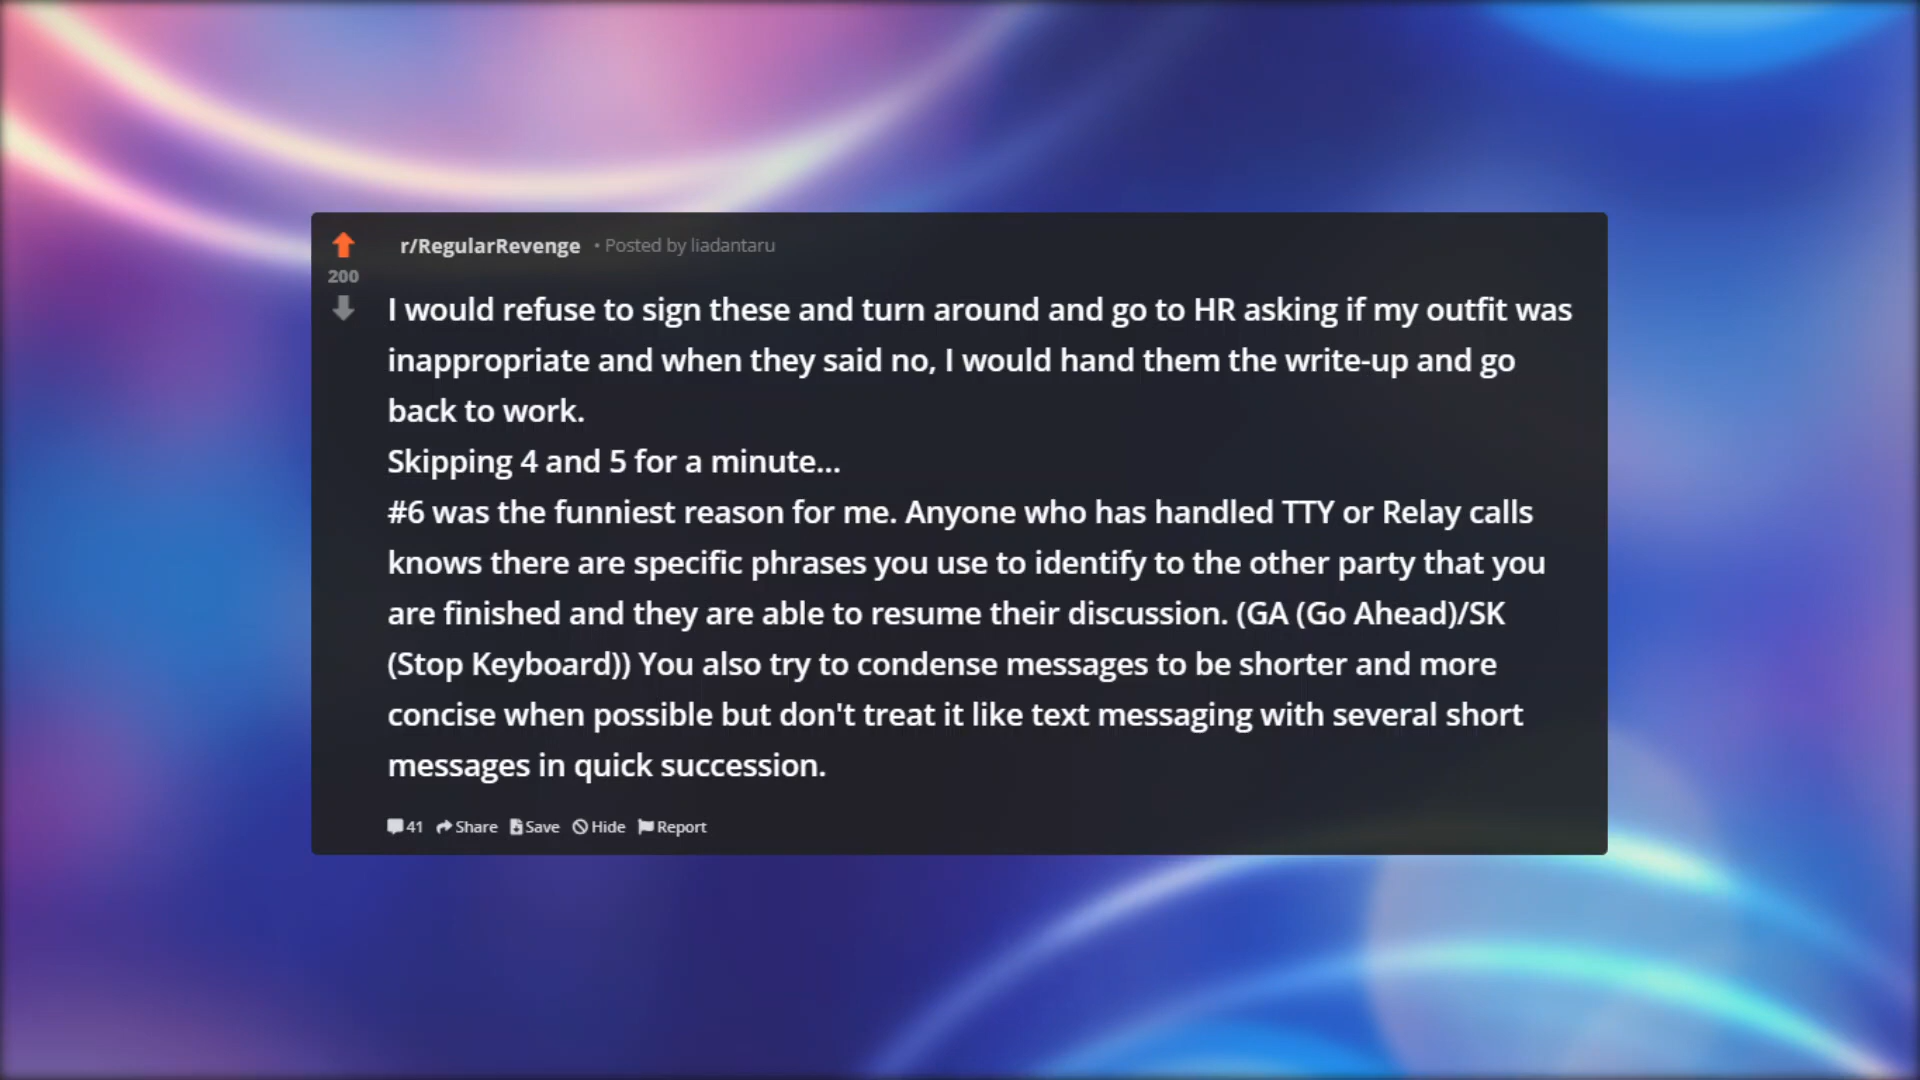 r/RegularRevenge • Posted by liadantaru
200
I would refuse to sign these and turn around and go to HR asking if my outfit was
inappropriate and when they said no, I would hand them the write-up and go
back to work.
Skipping 4 and 5 for a minute...
#6 was the funniest reason for me. Anyone who has handled TTY or Relay calls
knows there are specific phrases you use to identify to the other party that you
are finished and they are able to resume their discussion. (GA (Go Ahead)/SK
(Stop Keyboard)) You also try to condense messages to be shorter and more
concise when possible but don't treat it like text messaging with several short
messages in quick succession.
41 Share Save Hide Report